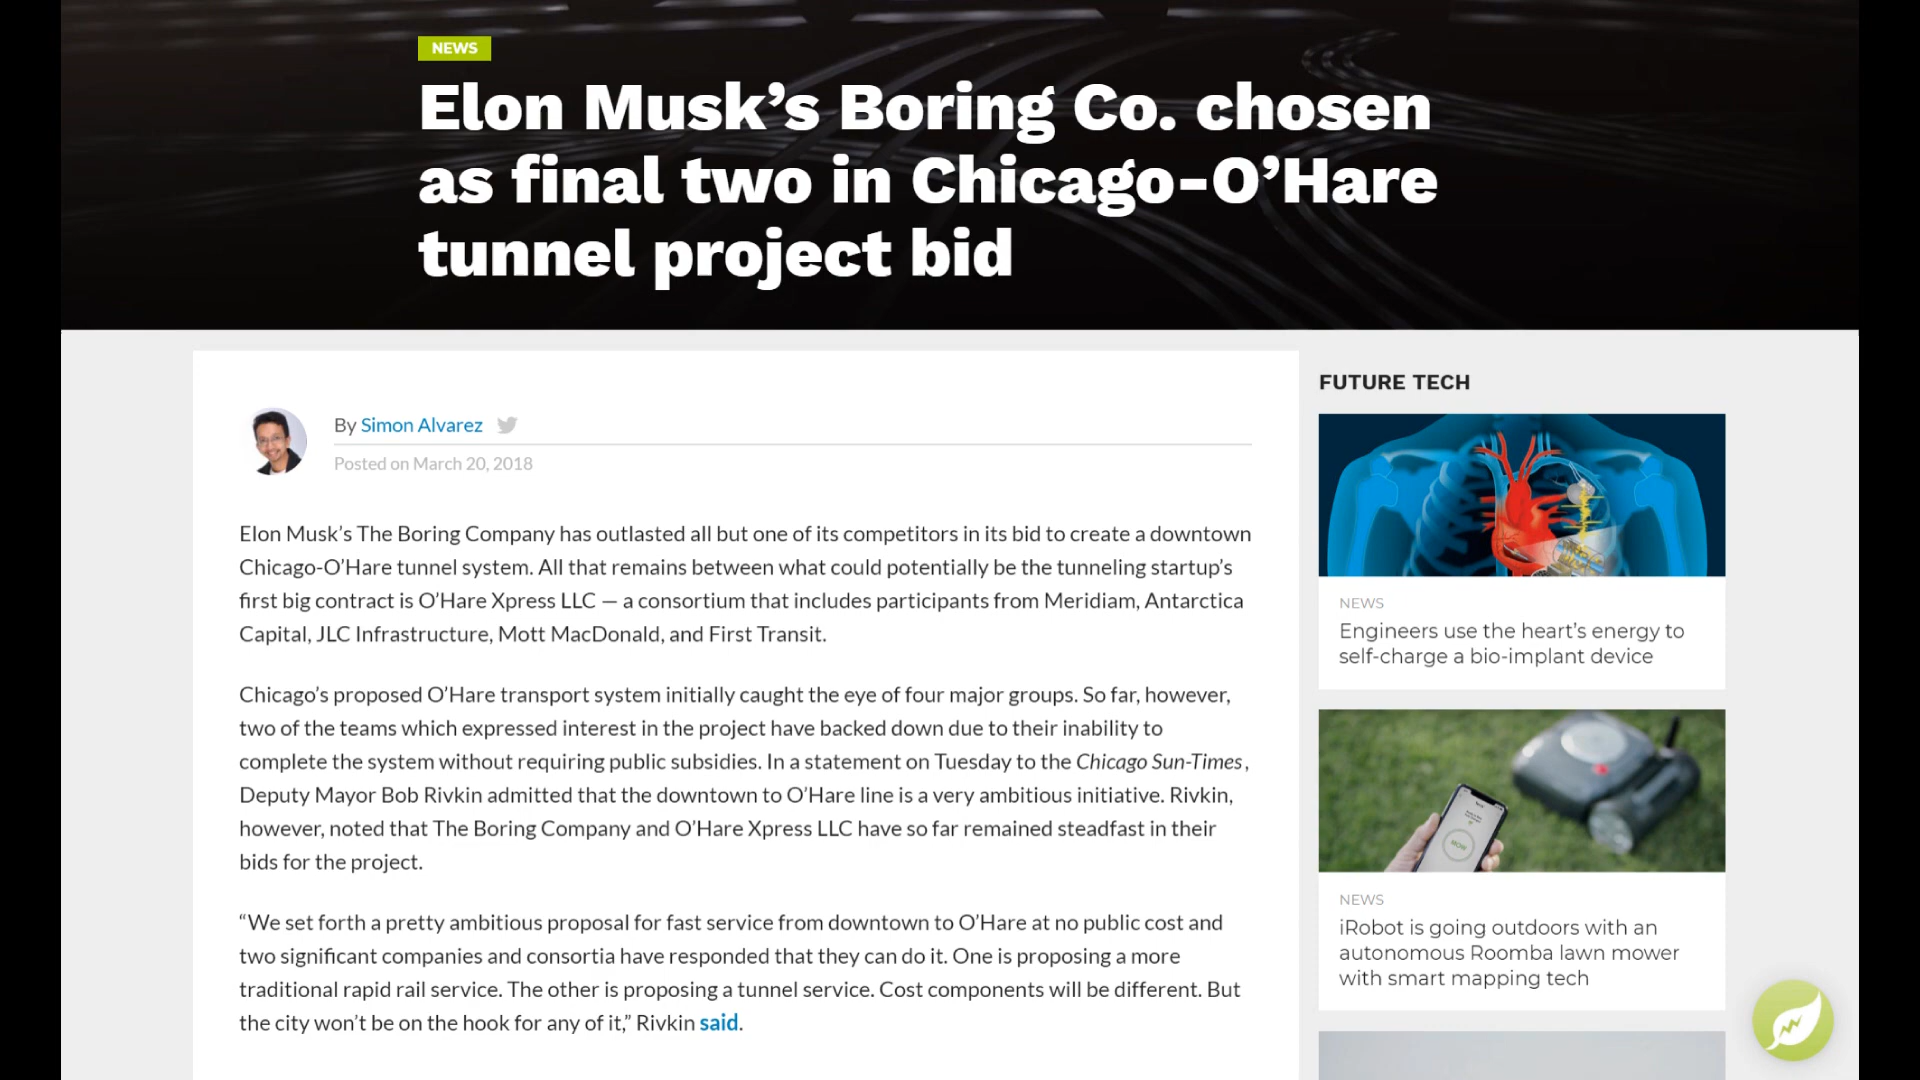 NEWS
Elon Musk’s Boring Co. chosen
as final two in Chicago-O’Hare
tunnel project bid
By Simon Alvarez
Posted on March 20, 2018
Elon Musk’s The Boring Company has outlasted all but one of its competitors in its bid to create a downtown
Chicago-O’Hare tunnel system. All that remains between what could potentially be the tunneling startup’s
first big contract is O’Hare Xpress LLC — a consortium that includes participants from Meridiam, Antarctica
Capital, JLC Infrastructure, Mott MacDonald, and First Transit.
Chicago’s proposed O’Hare transport system initially caught the eye of four major groups. So far, however,
two of the teams which expressed interest in the project have backed down due to their inability to
complete the system without requiring public subsidies. In a statement on Tuesday to the Chicago Sun-Times,
Deputy Mayor Bob Rivkin admitted that the downtown to O’Hare line is a very ambitious initiative. Rivkin,
however, noted that The Boring Company and O’Hare Xpress LLC have so far remained steadfast in their
bids for the project.
“We set forth a pretty ambitious proposal for fast service from downtown to O’Hare at no public cost and
two significant companies and consortia have responded that they can do it. One is proposing a more
traditional rapid rail service. The other is proposing a tunnel service. Cost components will be different. But
the city won’t be on the hook for any of it,” Rivkin said.
FUTURE TECH
NEWS
Engineers use the heart’s energy to
self-charge a bio-implant device
MOW
NEWS
iRobot is going outdoors with an
autonomous Roomba lawn mower
with smart mapping tech